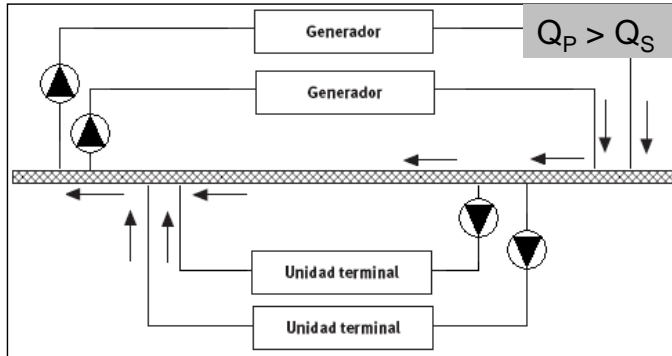 Generador
Q_P > Q_S
Generador
Unidad terminal
Unidad terminal